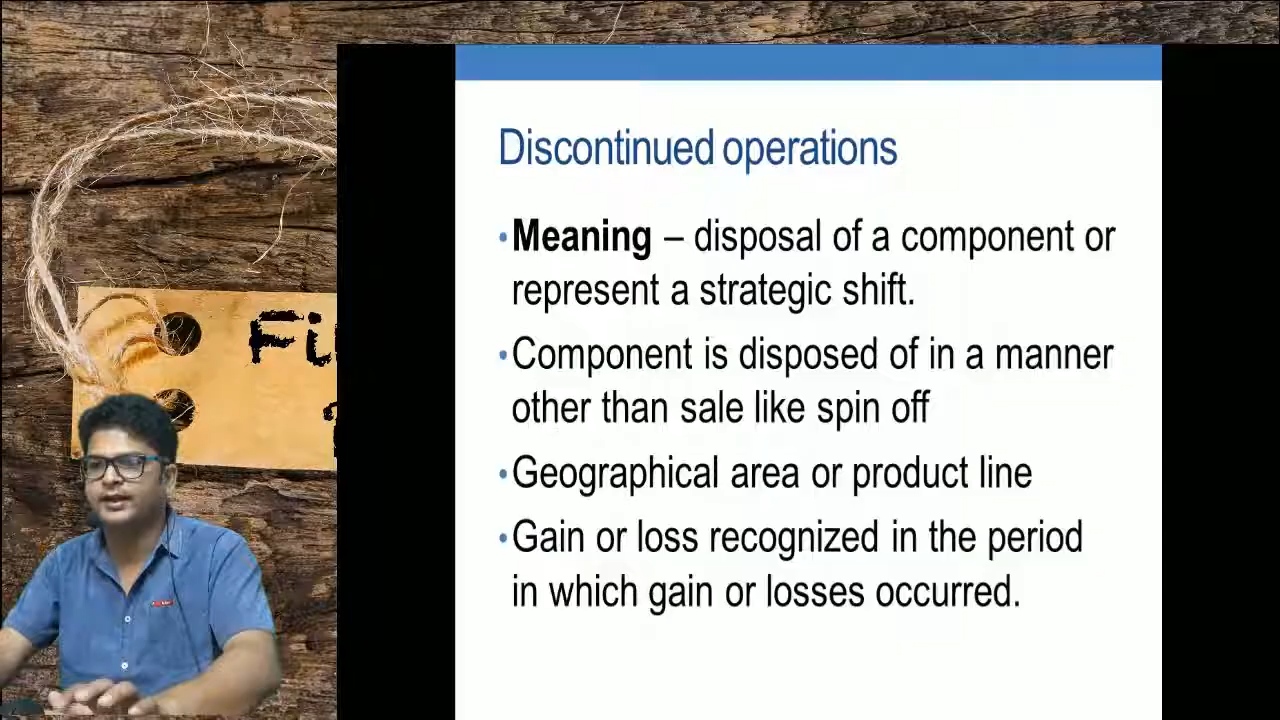 Discontinued operations
•Meaning – disposal of a component or
represent a strategic shift.
•Component is disposed of in a manner
other than sale like spin off
•Geographical area or product line
•Gain or loss recognized in the period
in which gain or losses occurred.
Fi